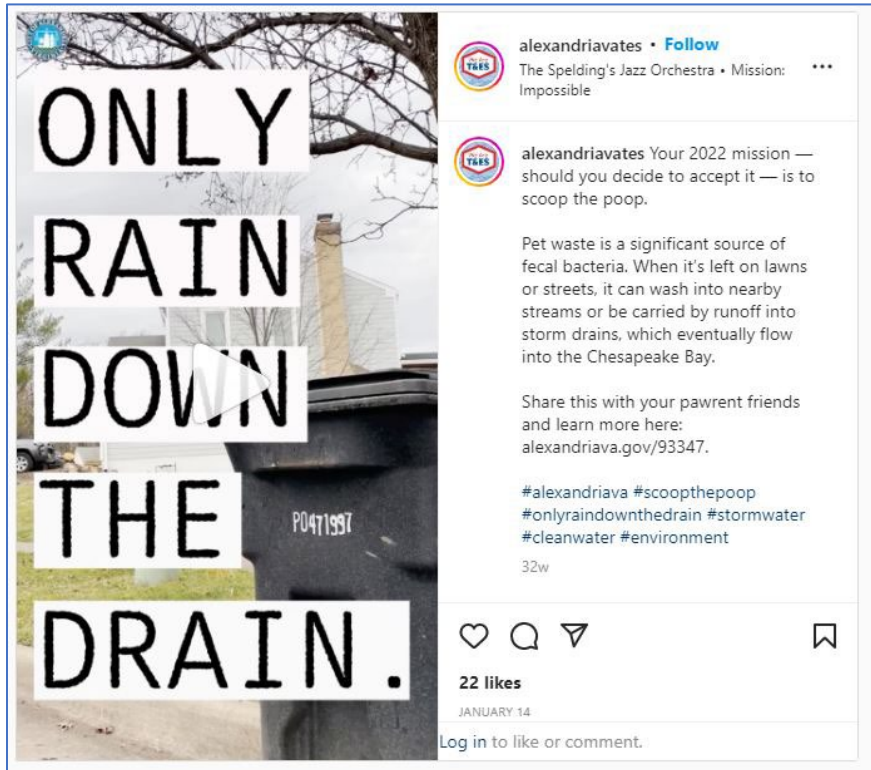 ONLY
RAIN
DOWN
THE
DRAIN.
PO471997
alexandriavates • Follow
The Spelding's Jazz Orchestra • Mission:
Impossible
T&ES
alexandriavates Your 2022 mission —
should you decide to accept it — is to
scoop the poop.
Pet waste is a significant source of
fecal bacteria. When it's left on lawns
or streets, it can wash into nearby
streams or be carried by runoff into
storm drains, which eventually flow
into the Chesapeake Bay.
Share this with your pawrent friends
and learn more here:
alexandriava.gov/93347.
#alexandriava #scoopthepoop
#onlyraindownthedrain #stormwater
#cleanwater #environment
32w
T&ES
22 likes
JANUARY 14
Log in to like or comment.